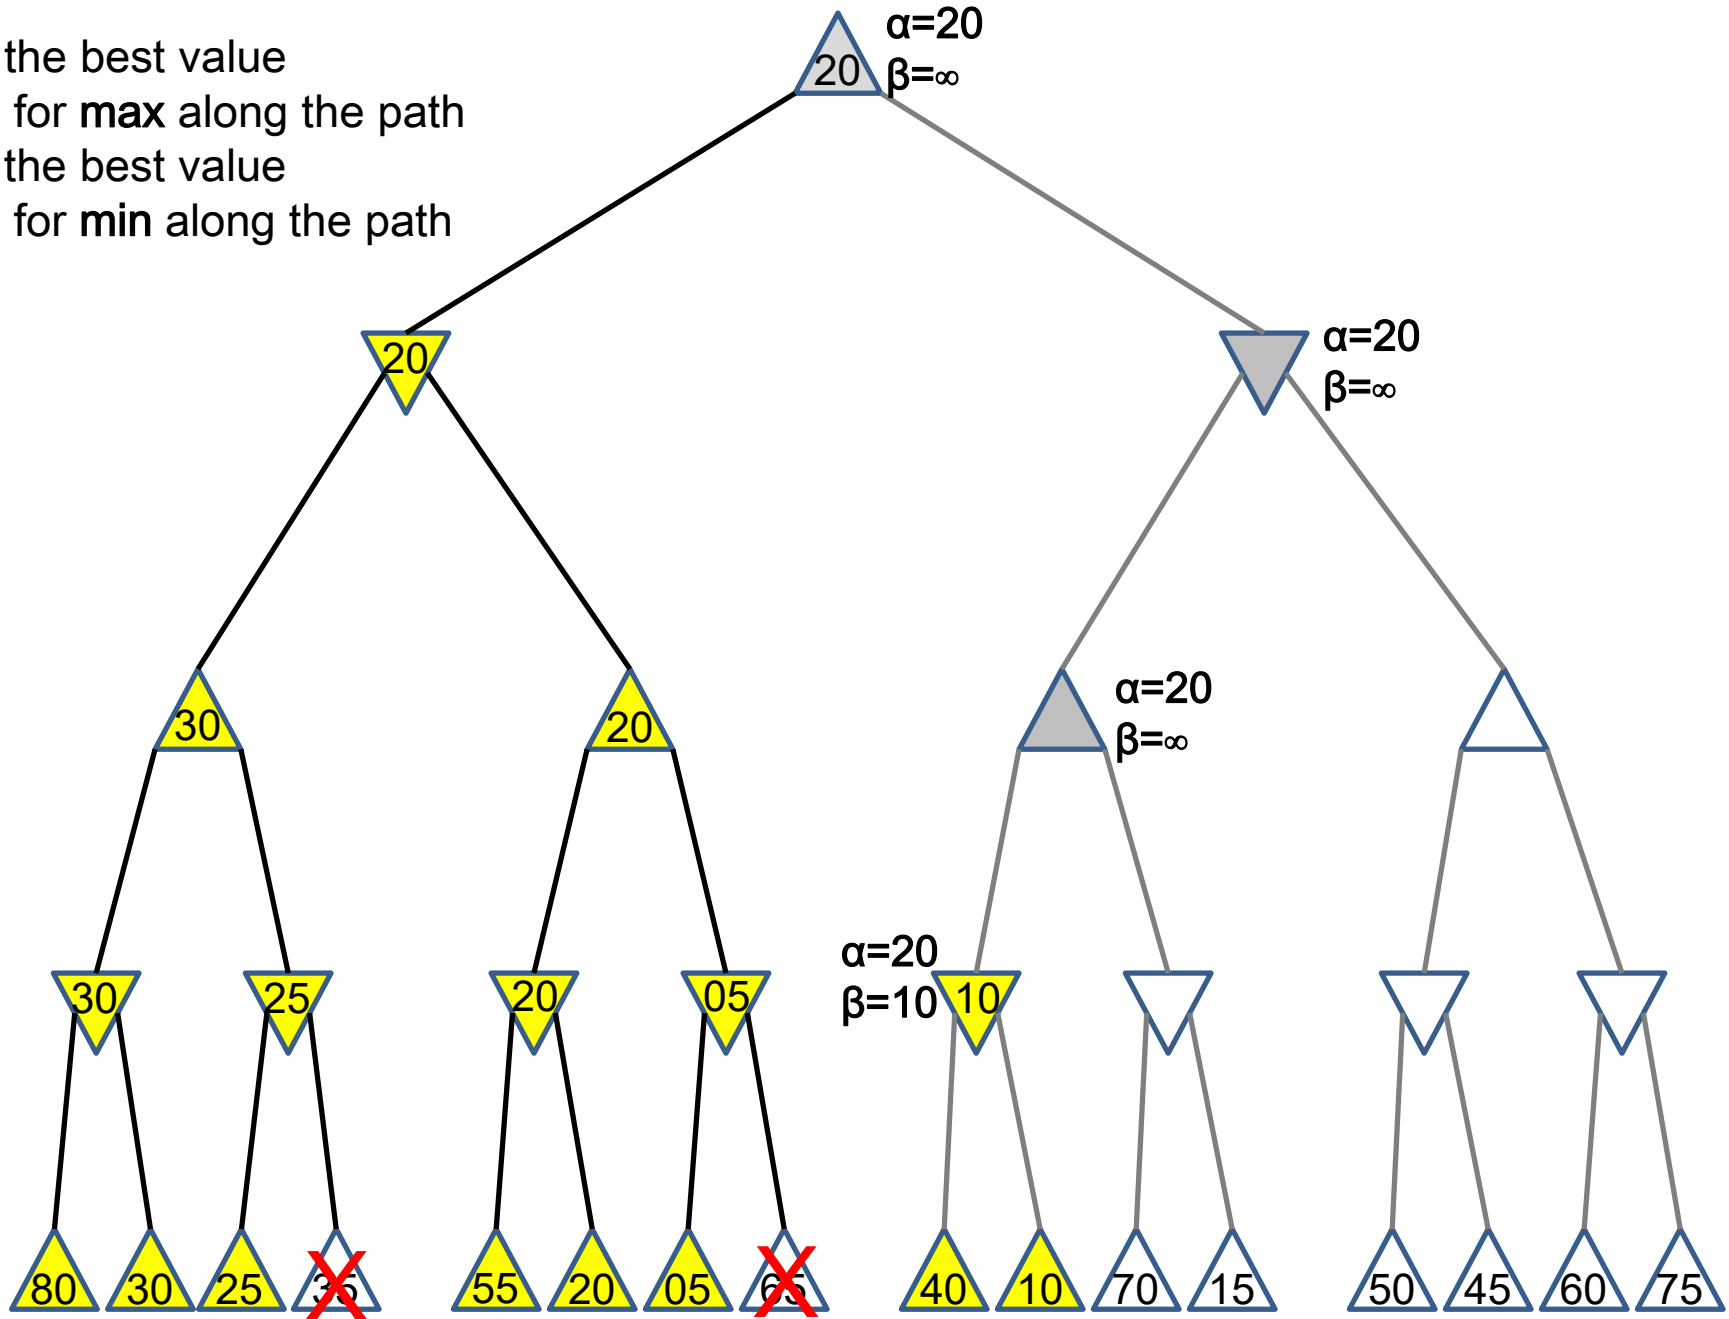 α=20
20
β=∞
the best value
for max along the path
the best value
for min along the path
20
α=20
β=∞
30
20
α=20
β=∞
α=20
β=10
30
25
20
05
10
80
30
25
35
55
20
05
65
40
10
70
15
50
45
60
75